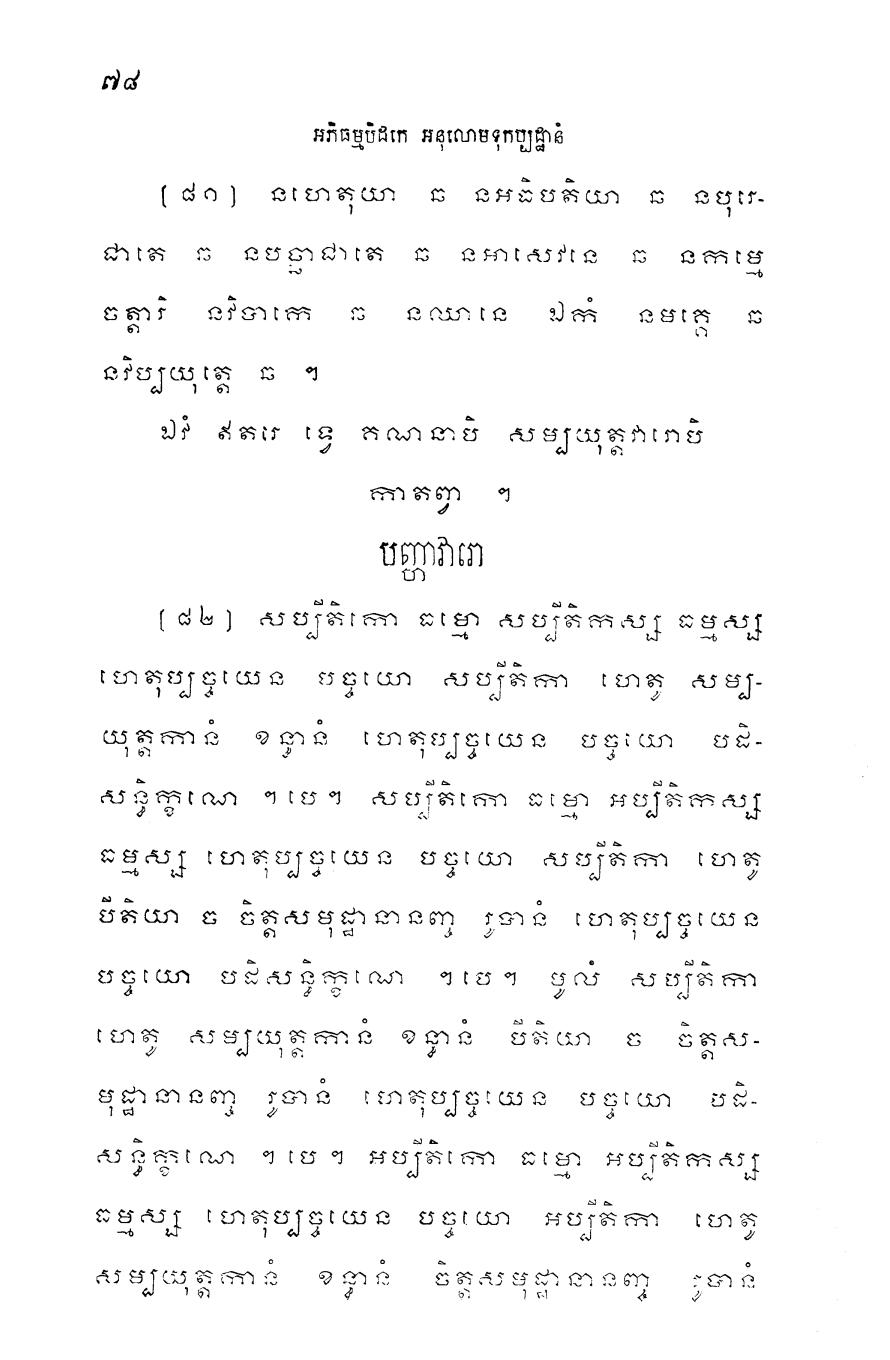 ៧៨
អភិធម្មបិដកេ អនុលោមទុកប្បដ្ឋានំ
[៨១] នហេតុយា ឆ នអធិបតិយា ឆ នបុរេ-
ជាតេ ឆ នបច្ឆាជាតេ ឆ នអាសេវនេ ឆ នកម្មេ
ចត្តារិ នវិបាកេ ឆ នឈានេ ឯកំ នមគ្គេ ឆ
នវិប្បយុត្តេ ឆ ។
ឯវំ ឥតរេ ទ្វេ គណនាបិ សម្បយុត្តវារោបិ
កាតព្វា ។
បញ្ហាវារោ
[៨២] សប្បីតិកោ ធម្មោ សប្បីតិកស្ស ធម្មស្ស
ហេតុប្បច្ចយេន បច្ចយោ សប្បីតិកា ហេតូ សម្ប-
យុត្តកានំ ខន្ធានំ ហេតុប្បច្ចយេន បច្ចយោ បដិ-
សន្ធិក្ខណេ ។ បេ ។ សប្បីតិកោ ធម្មោ អប្បីតិកស្ស
ធម្មស្ស ហេតុប្បច្ចយេន បច្ចយោ សប្បីតិកា ហេតូ
បីតិយា ច ចិត្តសមុដ្ឋានានញ្ច រូបានំ ហេតុប្បច្ចយេន
បច្ចយោ បដិសន្ធិក្ខណេ ។ បេ ។ មូលំ សប្បីតិកា
ហេតូ សម្បយុត្តកានំ ខន្ធានំ បីតិយា ច ចិត្តស-
មុដ្ឋានានញ្ច រូបានំ ហេតុប្បច្ចយេន បច្ចយោ បដិ-
សន្ធិក្ខណេ ។ បេ ។ អប្បីតិកោ ធម្មោ អប្បីតិកស្ស
ធម្មស្ស ហេតុប្បច្ចយេន បច្ចយោ អប្បីតិកា ហេតូ
សម្បយុត្តកានំ ខន្ធានំ ចិត្តសមុដ្ឋានានញ្ច រូបានំ